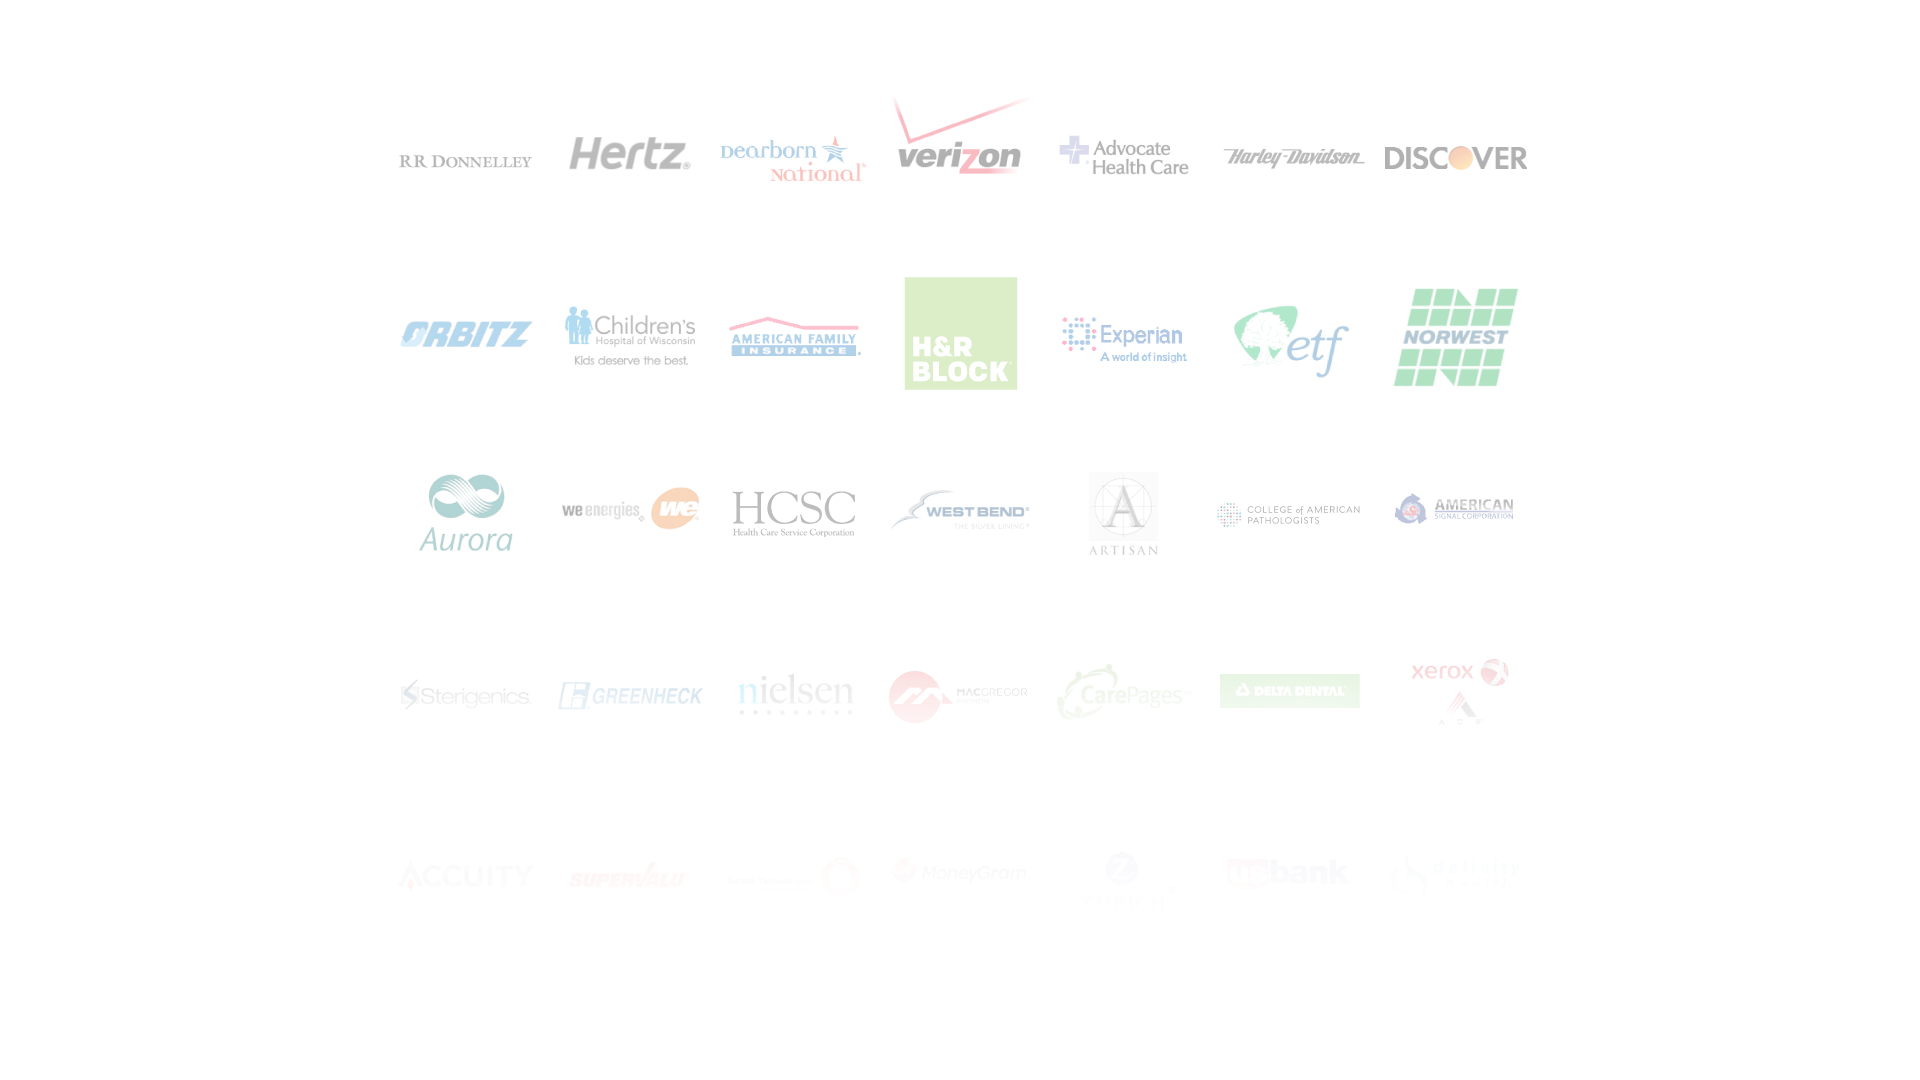 RR DONNELLEY
Hertz®
Dearborn
National®
verizon
Advocate
Health Care
Harley-Davidson
DISCOVER
ORBITZ
Children's
Hospital of Wisconsin
Kids deserve the best.
AMERICAN FAMILY
INSURANCE
H&R
BLOCK
Experian
A world of insight
etf
NORWEST
Aurora
we energies
we
HCSC
Health Care Service Corporation
WEST BEND®
THE SILVER LINING®
A
ARTISAN
COLLEGE of AMERICAN
PATHOLOGISTS
AMERICAN
SIGNAL CORPORATION
Sterigenics
GREENHECK
nielsen
MACGREGOR
CarePages
DELTA DENTAL
xerox
ACCUITY
SUPERVALU
MoneyGram
Z
usbank